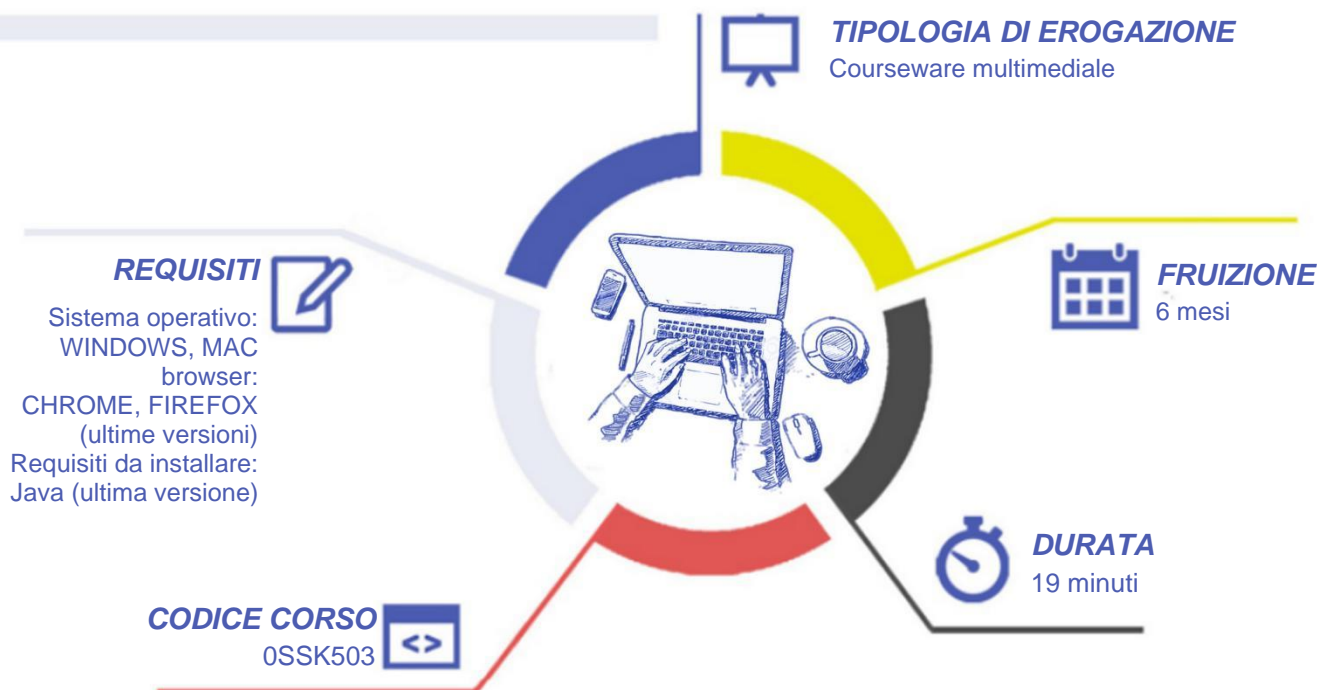 TIPOLOGIA DI EROGAZIONE
Courseware multimediale
REQUISITI
Sistema operativo:
WINDOWS, MAC
browser:
CHROME, FIREFOX
(ultime versioni)
Requisiti da installare:
Java (ultima versione)
FRUIZIONE
6 mesi
DURATA
19 minuti
CODICE CORSO
0SSK503